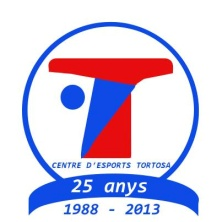 CENTRE D'ESPORTS TORTOSA
25 anys
1988 - 2013